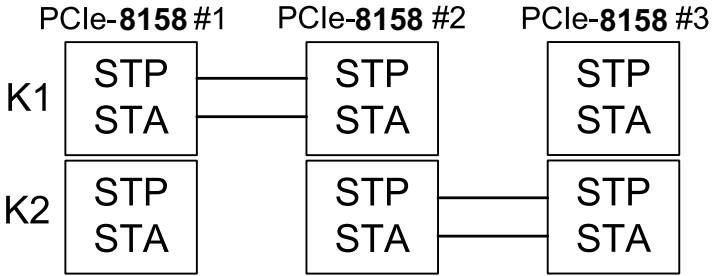 PCIe-8158 #1 PCIe-8158 #2 PCIe-8158 #3
K1
STP STP STP
STA STA STA
K2
STP STP STP
STA STA STA